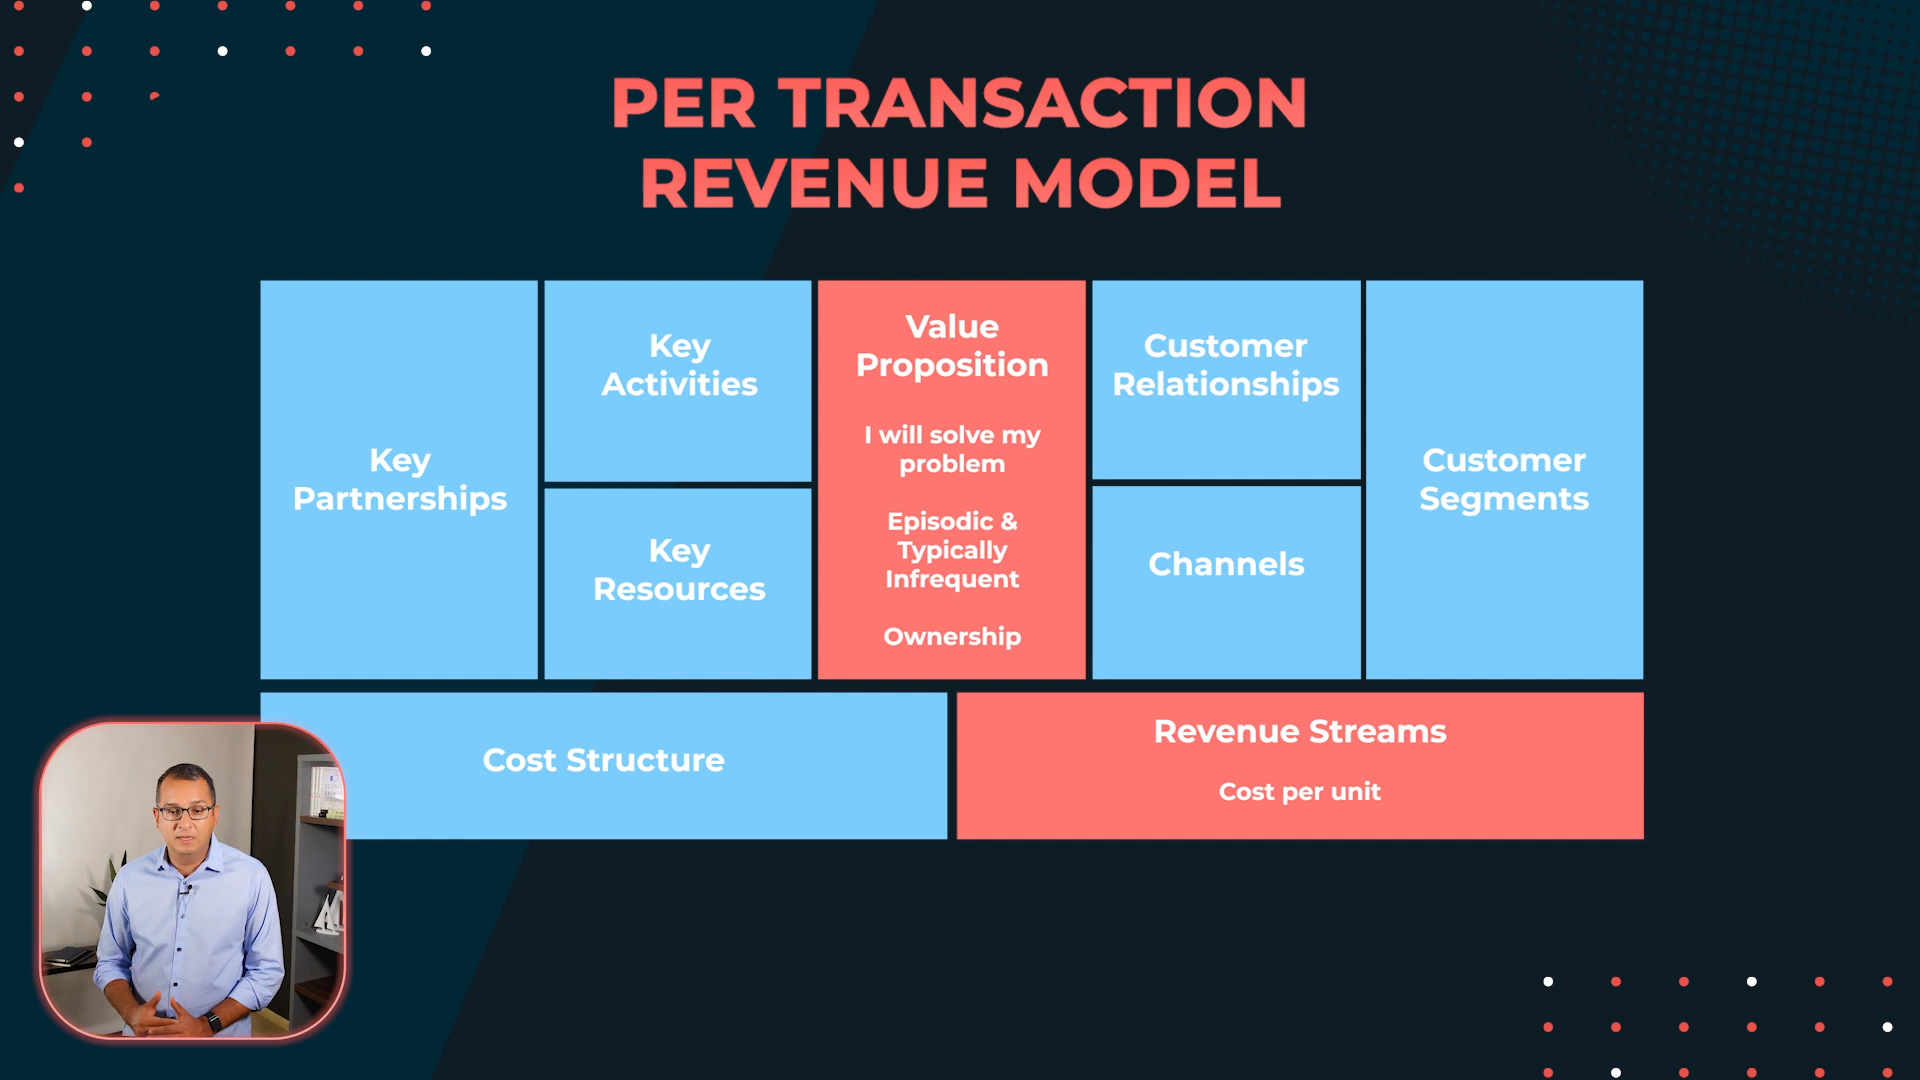 PER TRANSACTION
REVENUE MODEL
Key
Partnerships
Key
Activities
Key
Resources
Value
Proposition
I will solve my
problem
Episodic &
Typically
Infrequent
Ownership
Customer
Relationships
Channels
Customer
Segments
Cost Structure
Revenue Streams
Cost per unit